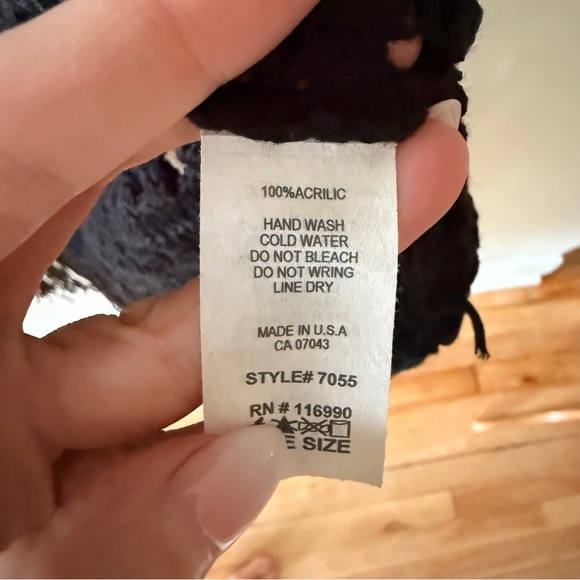 100%ACRILIC
HAND WASH
COLD WATER
DO NOT BLEACH
DO NOT WRING
LINE DRY
MADE IN U.S.A
CA 07043
STYLE# 7055
RN # 116990
E SIZE